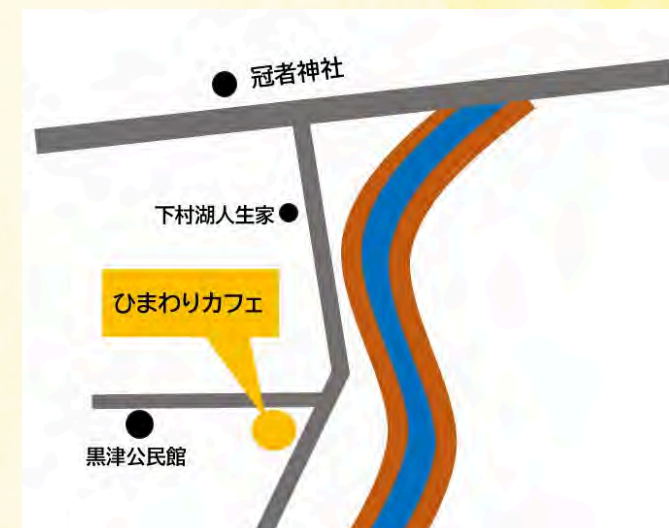 冠者神社
下村湖人生家
ひまわりカフェ
黒津公民館